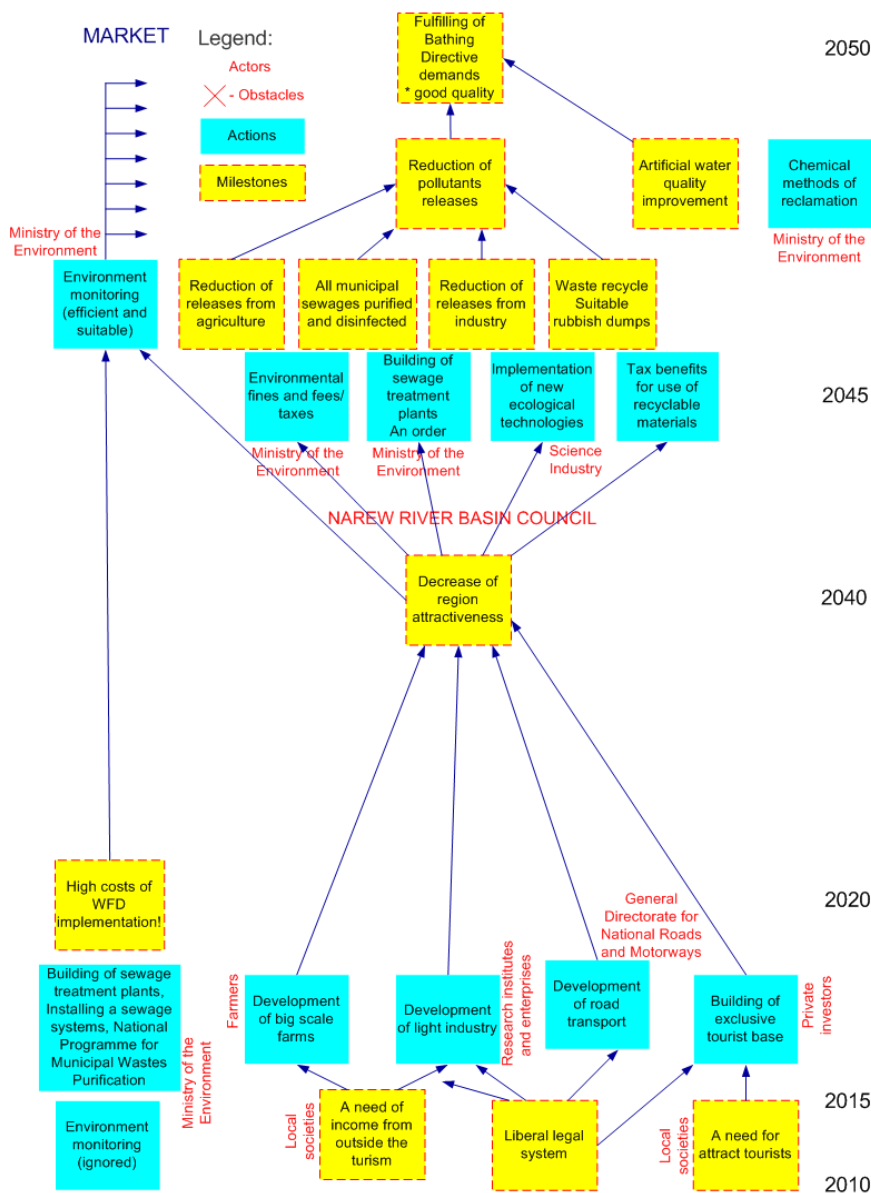 MARKET
Legend:
Actors
- Obstacles
Actions
Milestones
Fulfilling of
Bathing
Directive
demands
* good quality
2050
Reduction of
pollutants
releases
Artificial water
quality
improvement
Chemical
methods of
reclamation
Ministry of the
Environment
Ministry of the
Environment
Environment
monitoring
(efficient and
suitable)
Reduction of
releases from
agriculture
All municipal
sewages purified
and disinfected
Reduction of
releases from
industry
Waste recycle
Suitable
rubbish dumps
Environmental
fines and fees/
taxes
Building of
sewage
treatment
plants
An order
Implementation
of new
ecological
technologies
Tax benefits
for use of
recyclable
materials
2045
Ministry of the
Environment
Ministry of the
Environment
Science
Industry
NAREW RIVER BASIN COUNCIL
Decrease of
region
attractiveness
2040
High costs of
WFD
implementation!
2020
General
Directorate for
National Roads
and Motorways
Building of sewage
treatment plants,
Installing a sewage
systems, National
Programme for
Municipal Wastes
Purification
Ministry of the
Environment
Farmers
Development
of big scale
farms
Development
of light industry
Research institutes
and enterprises
Development
of road
transport
Building of
exclusive
tourist base
Private
investors
2015
Environment
monitoring
(ignored)
Local
societies
A need of
income from
outside the
turism
Liberal legal
system
Local
societies
A need for
attract tourists
2010